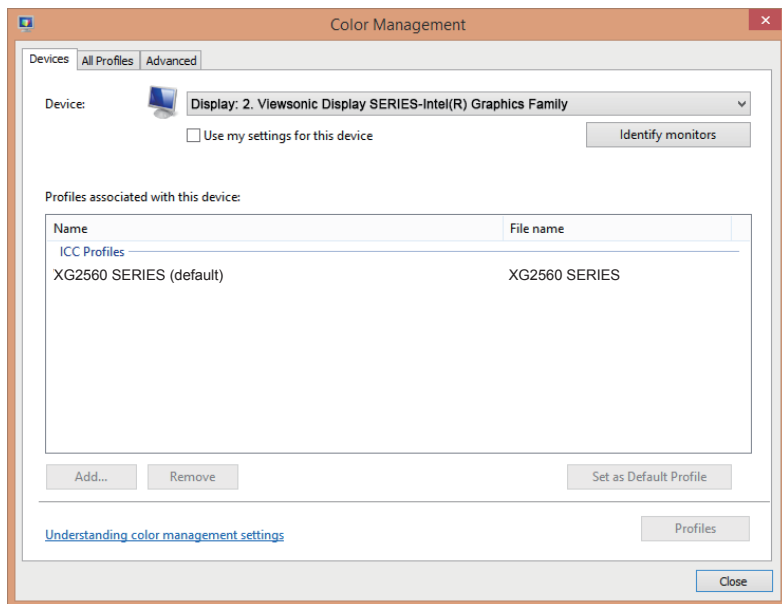 Color Management
Devices All Profiles Advanced
Device: Display: 2. Viewsonic Display SERIES-Intel(R) Graphics Family
Use my settings for this device Identify monitors
Profiles associated with this device:
Name File name
ICC Profiles
XG2560 SERIES (default) XG2560 SERIES
Add... Remove Set as Default Profile
Understanding color management settings Profiles
Close